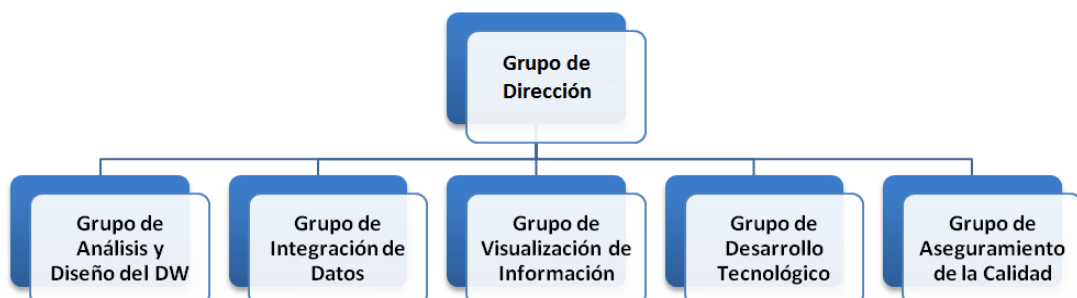 Grupo de
Dirección
Grupo de
Análisis y
Diseño del DW
Grupo de
Integración de
Datos
Grupo de
Visualización de
Información
Grupo de
Desarrollo
Tecnológico
Grupo de
Aseguramiento
de la Calidad